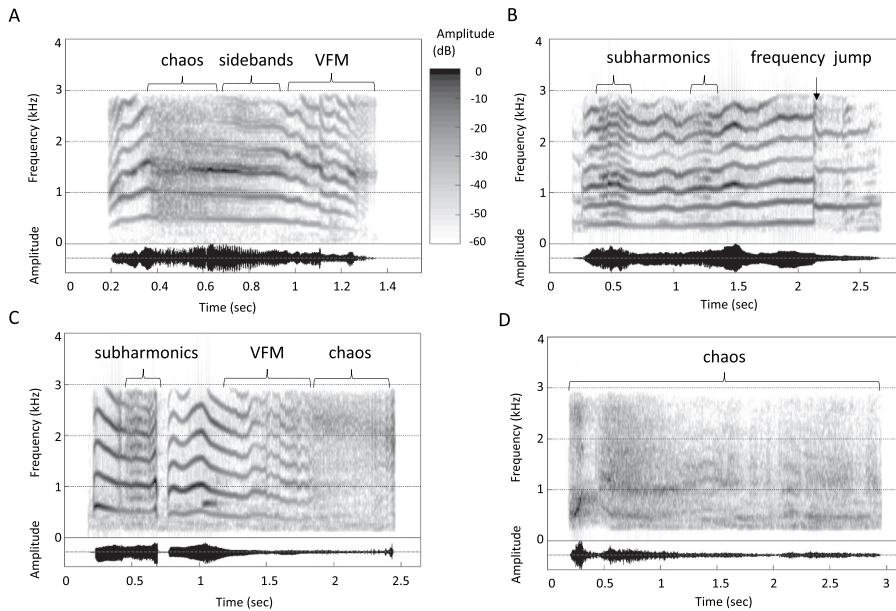 A
chaos sidebands VFM
Amplitude
(dB)
0
-10
-20
-30
-40
-50
-60
4
3
2
1
0
Frequency (kHz)
Amplitude
0 0.2 0.4 0.6 0.8 1 1.2 1.4
Time (sec)
B
subharmonics frequency jump
4
3
2
1
0
Frequency (kHz)
Amplitude
0 0.5 1 1.5 2 2.5
Time (sec)
C
subharmonics VFM chaos
4
3
2
1
0
Frequency (kHz)
Amplitude
0 0.5 1 1.5 2 2.5
Time (sec)
D
chaos
4
3
2
1
0
Frequency (kHz)
Amplitude
0 0.5 1 1.5 2 2.5 3
Time (sec)